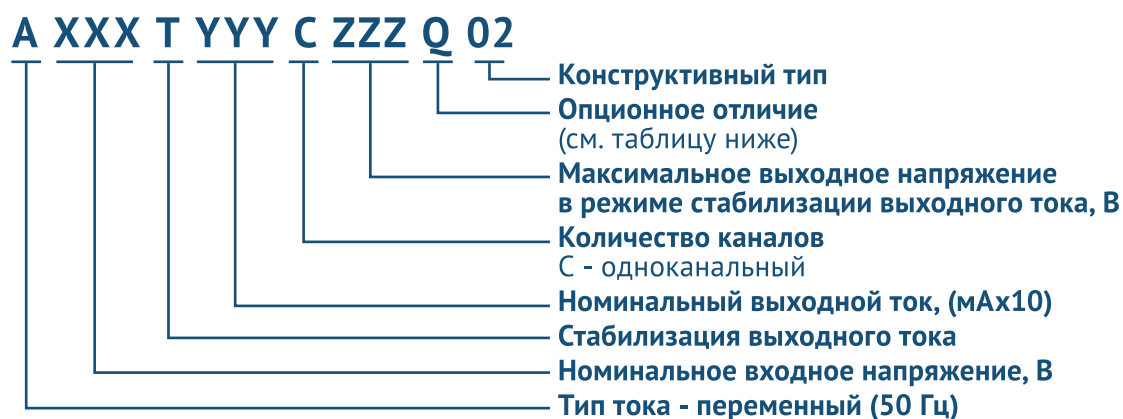 A XXX T YYY C ZZZ Q 02
Конструктивный тип
Опционное отличие
(см. таблицу ниже)
Максимальное выходное напряжение
в режиме стабилизации выходного тока, В
Количество каналов
С - одноканальный
Номинальный выходной ток, (мАх10)
Стабилизация выходного тока
Номинальное входное напряжение, В
Тип тока - переменный (50 Гц)